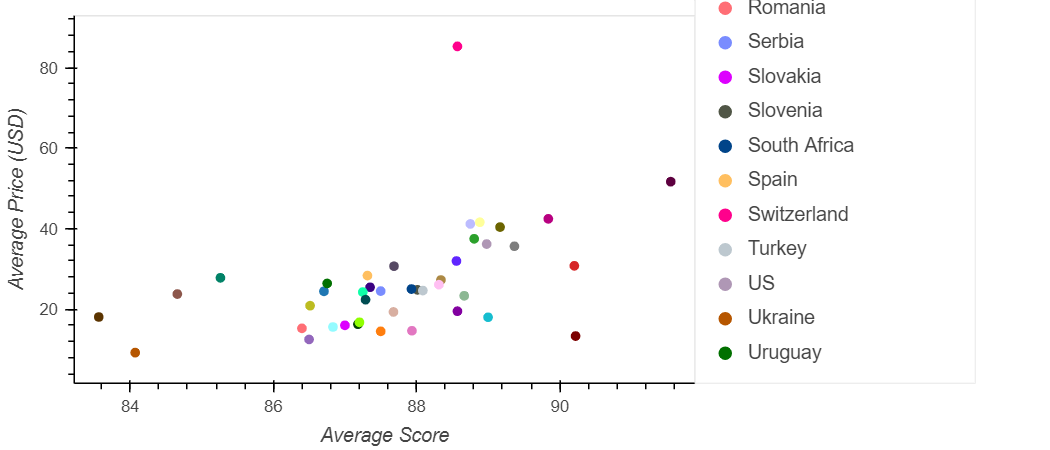 Romania
Serbia
Slovakia
Slovenia
South Africa
Spain
Switzerland
Turkey
US
Ukraine
Uruguay
80
60
40
20
Average Price (USD)
84
86
88
90
Average Score